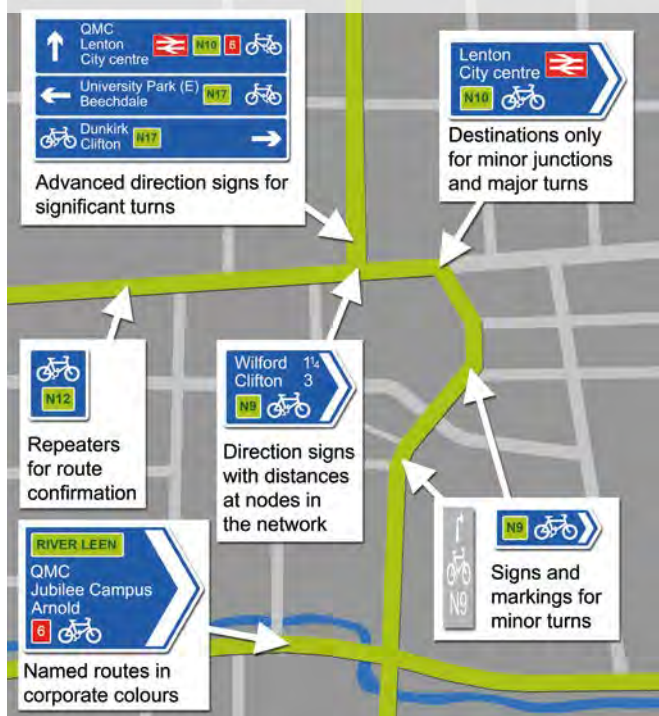 QMC
Lenton
City centre
N10 6
University Park (E)
Beechdale
N17
Dunkirk
Clifton
N17
Advanced direction signs for
significant turns
Lenton
City centre
N10
Destinations only
for minor junctions
and major turns
N12
Repeaters
for route
confirmation
Wilford 1¼
Clifton 3
N9
Direction signs
with distances
at nodes in
the network
N9
N9
Signs and
markings for
minor turns
RIVER LEEN
QMC
Jubilee Campus
Arnold
6
Named routes in
corporate colours